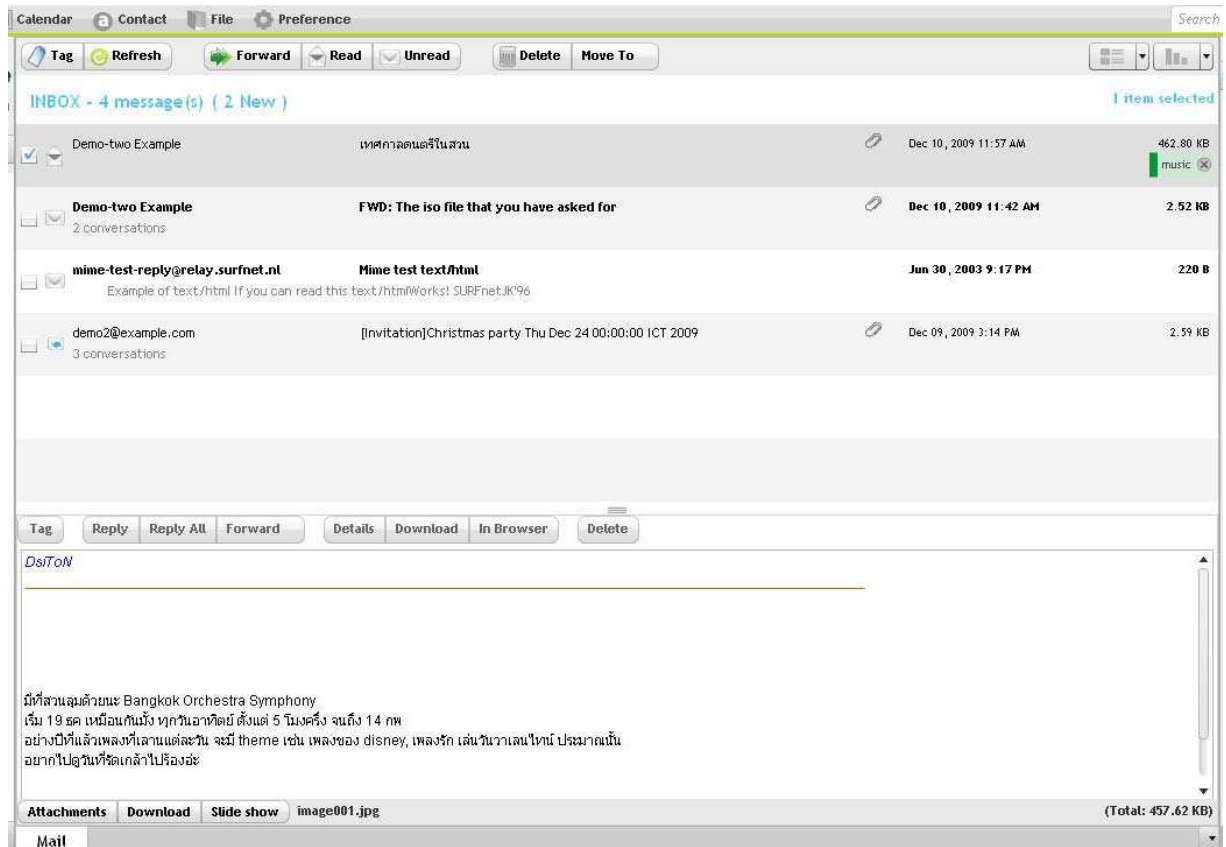 Calendar Contact File Preference Search
Tag Refresh Forward Read Unread Delete Move To
INBOX - 4 message(s) ( 2 New ) 1 item selected
Demo-two Example เทศกาลดนตรีในสวน Dec 10, 2009 11:57 AM 462.80 KB
music
Demo-two Example FWD: The iso file that you have asked for Dec 10, 2009 11:42 AM 2.52 KB
2 conversations
mime-test-reply@relay.surfnet.nl Mime test text/html Jun 30, 2003 9:17 PM 220 B
Example of text/html If you can read this text/htmlWorks! SURFnetJK'96
demo2@example.com [Invitation]Christmas party Thu Dec 24 00:00:00 ICT 2009 Dec 09, 2009 3:14 PM 2.59 KB
3 conversations
Tag Reply Reply All Forward Details Download In Browser Delete
DsiToN
มีที่สวนลุมด้วยนะ Bangkok Orchestra Symphony
เริ่ม 19 ธค เหมือนกันมั้ง ทุกวันอาทิตย์ ตั้งแต่ 5 โมงครึ่ง จนถึง 14 กพ
อย่างปีที่แล้วเพลงที่เลานแต่ละวัน จะมี theme เช่น เพลงของ disney, เพลงรัก เล่นวันวาเลนไทน์ ประมาณนั้น
อยากไปดูวันที่รัดเกล้าไปร้องอ่ะ
Attachments Download Slide show image001.jpg (Total: 457.62 KB)
Mail